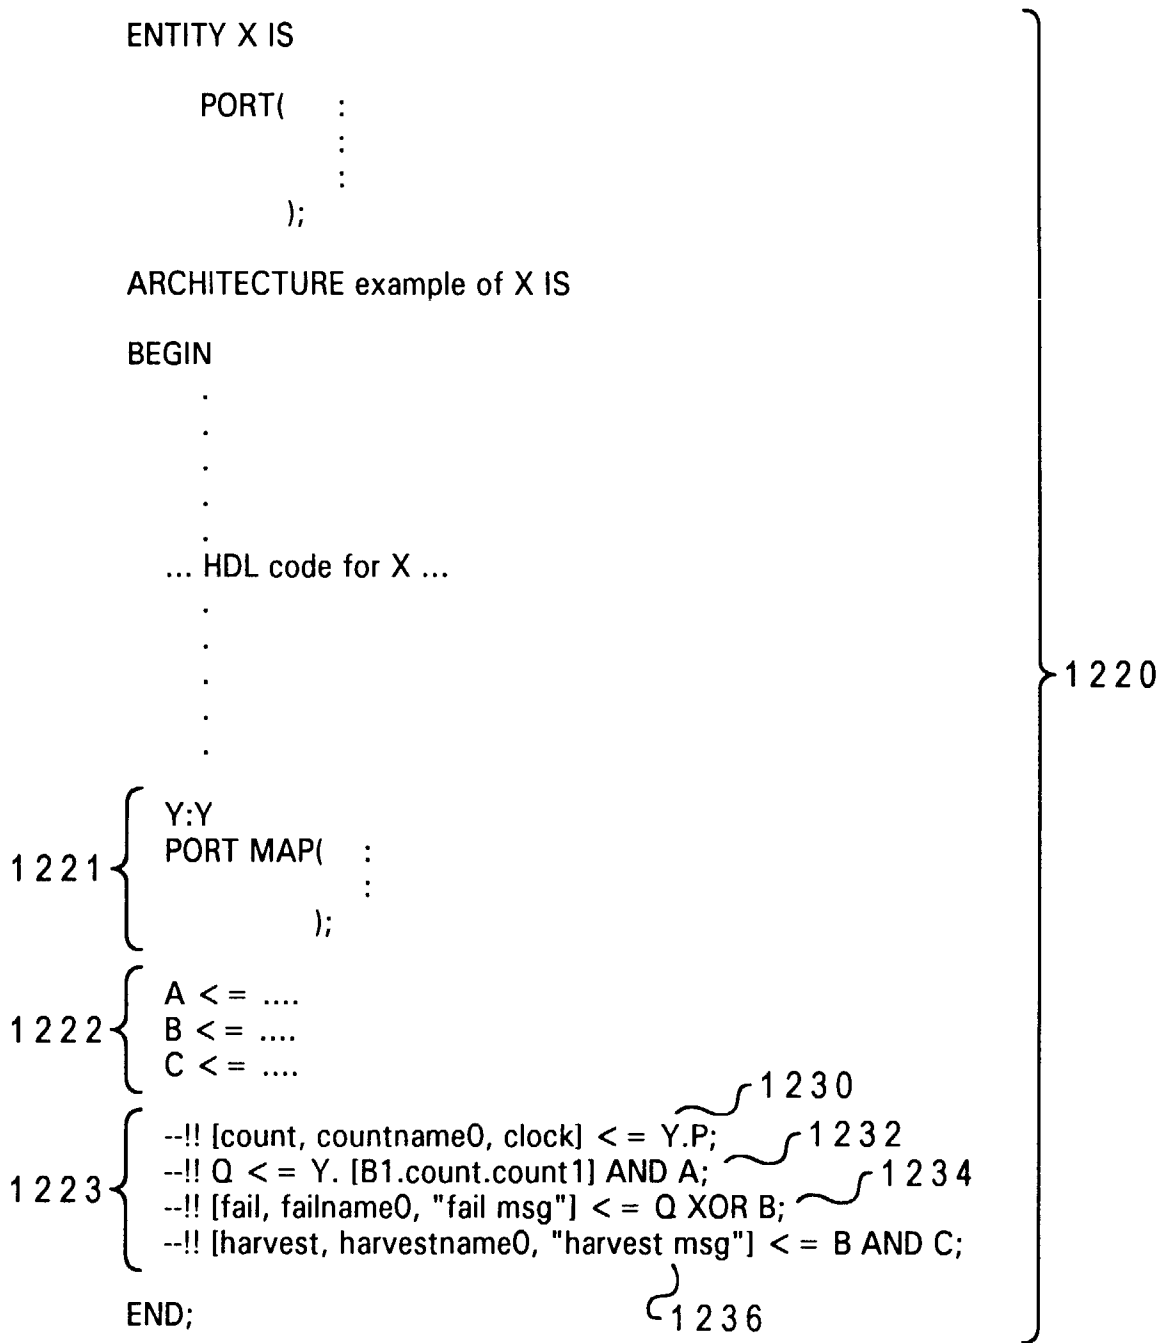 ENTITY X IS
PORT( :
:
:
);
ARCHITECTURE example of X IS
BEGIN
.
.
.
.
.
... HDL code for X ...
.
.
.
.
.
1220
Y:Y
PORT MAP( :
:
);
1221
A < = ....
B < = ....
C < = ....
1222
1230
--!! [count, countname0, clock] < = Y.P;
1232
--!! Q < = Y. [B1.count.count1] AND A;
1234
--!! [fail, failname0, "fail msg"] < = Q XOR B;
--!! [harvest, harvestname0, "harvest msg"] < = B AND C;
1223
END;
1236